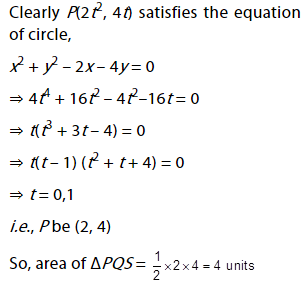 Clearly P(2t², 4t) satisfies the equation
of circle,
x² + y² – 2x – 4y = 0
⇒ 4t⁴ + 16t² – 4t² –16t = 0
⇒ t(t³ + 3t – 4) = 0
⇒ t(t – 1) (t² + t + 4) = 0
⇒ t = 0,1
i.e., P be (2, 4)
So, area of ΔPQS = 1/2 ×2×4 = 4 units